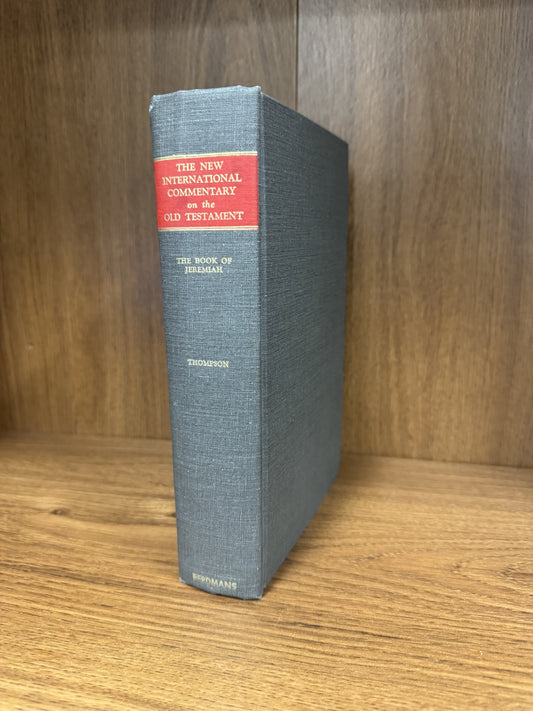 THE NEW
INTERNATIONAL
COMMENTARY
on the
OLD TESTAMENT
THE BOOK OF
JEREMIAH
THOMPSON
EERDMANS